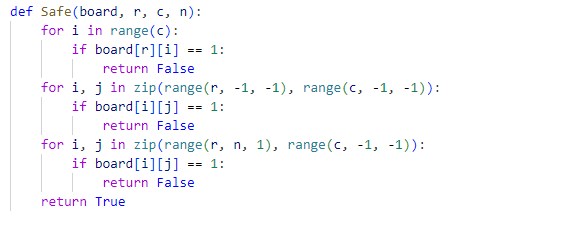 def Safe(board, r, c, n):
    for i in range(c):
        if board[r][i] == 1:
            return False
    for i, j in zip(range(r, -1, -1), range(c, -1, -1)):
        if board[i][j] == 1:
            return False
    for i, j in zip(range(r, n, 1), range(c, -1, -1)):
        if board[i][j] == 1:
            return False
    return True